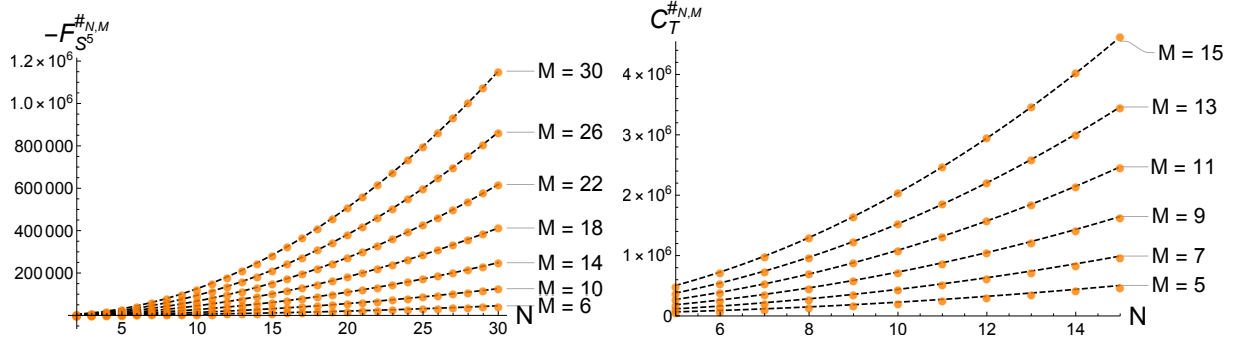 −F_{S^5}^{#_{N,M}}
1.2 × 10^6
1.0 × 10^6
800 000
600 000
400 000
200 000
5
10
15
20
25
30
N
M = 30
M = 26
M = 22
M = 18
M = 14
M = 10
M = 6
C_T^{#_{N,M}}
4 × 10^6
3 × 10^6
2 × 10^6
1 × 10^6
0
6
8
10
12
14
N
M = 15
M = 13
M = 11
M = 9
M = 7
M = 5